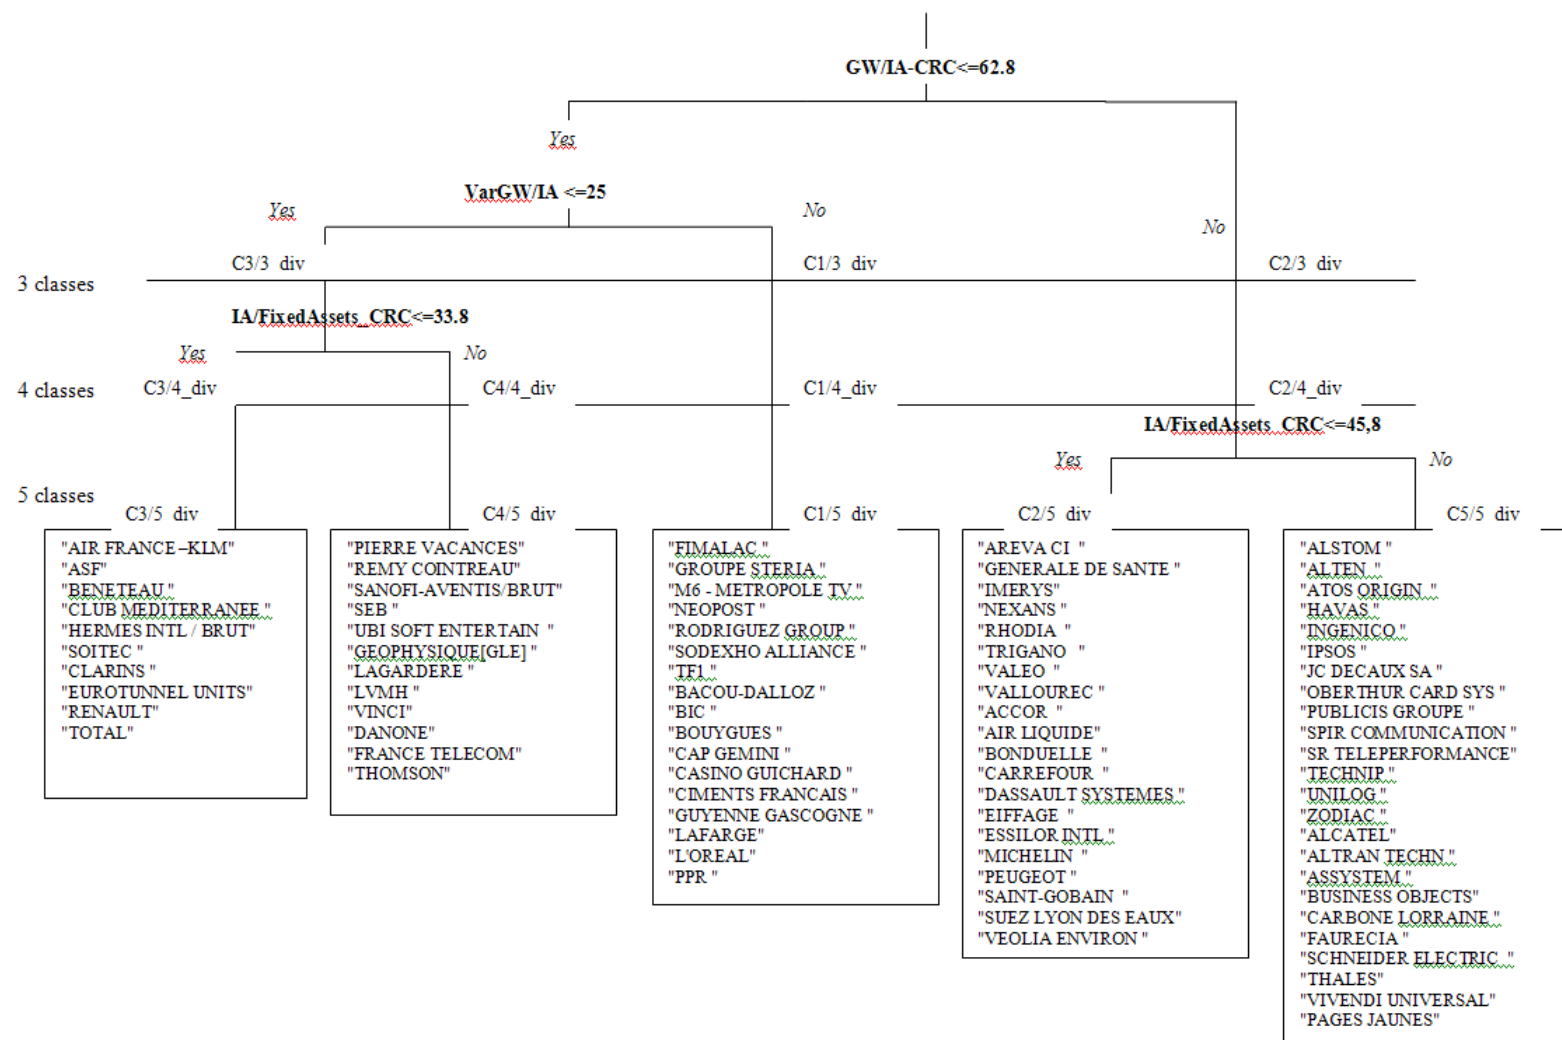 GW/IA-CRC<=62.8
Yes
VarGW/IA <=25
Yes
No
No
C3/3 div
C1/3 div
C2/3 div
3 classes
IA/FixedAssets_CRC<=33.8
Yes
No
4 classes
C3/4_div
C4/4_div
C1/4_div
C2/4_div
IA/FixedAssets_CRC<=45,8
Yes
No
5 classes
C3/5 div
C4/5 div
C1/5 div
C2/5 div
C5/5 div
"AIR FRANCE–KLM"
"ASF"
"BENETEAU "
"CLUB MEDITERRANEE "
"HERMES INTL / BRUT"
"SOITEC "
"CLARINS "
"EUROTUNNEL UNITS"
"RENAULT"
"TOTAL"
"PIERRE VACANCES"
"REMY COINTREAU"
"SANOFI-AVENTIS/BRUT"
"SEB "
"UBI SOFT ENTERTAIN "
"GEOPHYSIQUE[GLE] "
"LAGARDERE "
"LVMH "
"VINCI"
"DANONE"
"FRANCE TELECOM"
"THOMSON"
"FIMALAC "
"GROUPE STERIA "
"M6 - METROPOLE TV "
"NEOPOST "
"RODRIGUEZ GROUP "
"SODEXHO ALLIANCE "
"TF1 "
"BACOU-DALLOZ "
"BIC "
"BOUYGUES "
"CAP GEMINI "
"CASINO GUICHARD "
"CIMENTS FRANCAIS "
"GUYENNE GASCOGNE "
"LAFARGE"
"L'OREAL"
"PPR "
"AREVA CI "
"GENERALE DE SANTE "
"IMERYS"
"NEXANS "
"RHODIA "
"TRIGANO "
"VALEO "
"VALLOUREC "
"ACCOR "
"AIR LIQUIDE"
"BONDUELLE "
"CARREFOUR "
"DASSAULT SYSTEMES "
"EIFFAGE "
"ESSILOR INTL "
"MICHELIN "
"PEUGEOT "
"SAINT-GOBAIN "
"SUEZ LYON DES EAUX"
"VEOLIA ENVIRON "
"ALSTOM "
"ALTEN "
"ATOS ORIGIN "
"HAVAS "
"INGENICO "
"IPSOS "
"JC DECAUX SA "
"OBERTHUR CARD SYS "
"PUBLICIS GROUPE "
"SPIR COMMUNICATION "
"SR TELEPERFORMANCE"
"TECHNIP "
"UNILOG "
"ZODIAC "
"ALCATEL"
"ALTRAN TECHN "
"ASSYSTEM "
"BUSINESS OBJECTS"
"CARBONE LORRAINE "
"FAURECIA "
"SCHNEIDER ELECTRIC "
"THALES"
"VIVENDI UNIVERSAL"
"PAGES JAUNES"